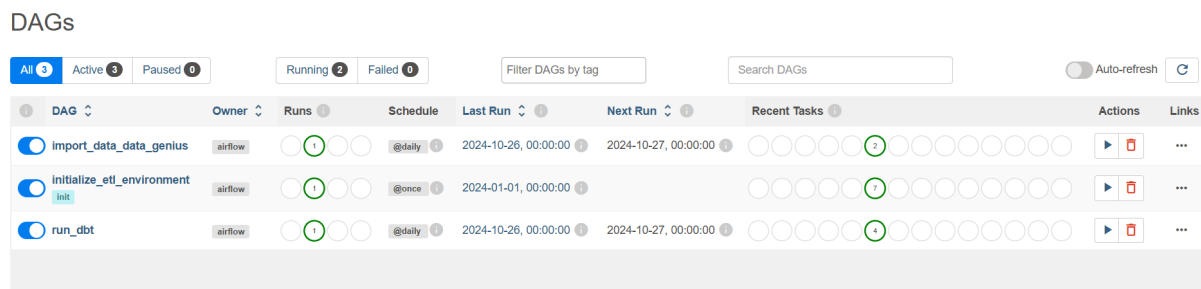 DAGs
All 3 Active 3 Paused 0 Running 2 Failed 0 Filter DAGs by tag Search DAGs Auto-refresh
DAG Owner Runs Schedule Last Run Next Run Recent Tasks Actions Links
import_data_data_genius airflow 1 @daily 2024-10-26, 00:00:00 2024-10-27, 00:00:00 2
initialize_etl_environment airflow 1 @once 2024-01-01, 00:00:00 7
init
run_dbt airflow 1 @daily 2024-10-26, 00:00:00 2024-10-27, 00:00:00 4